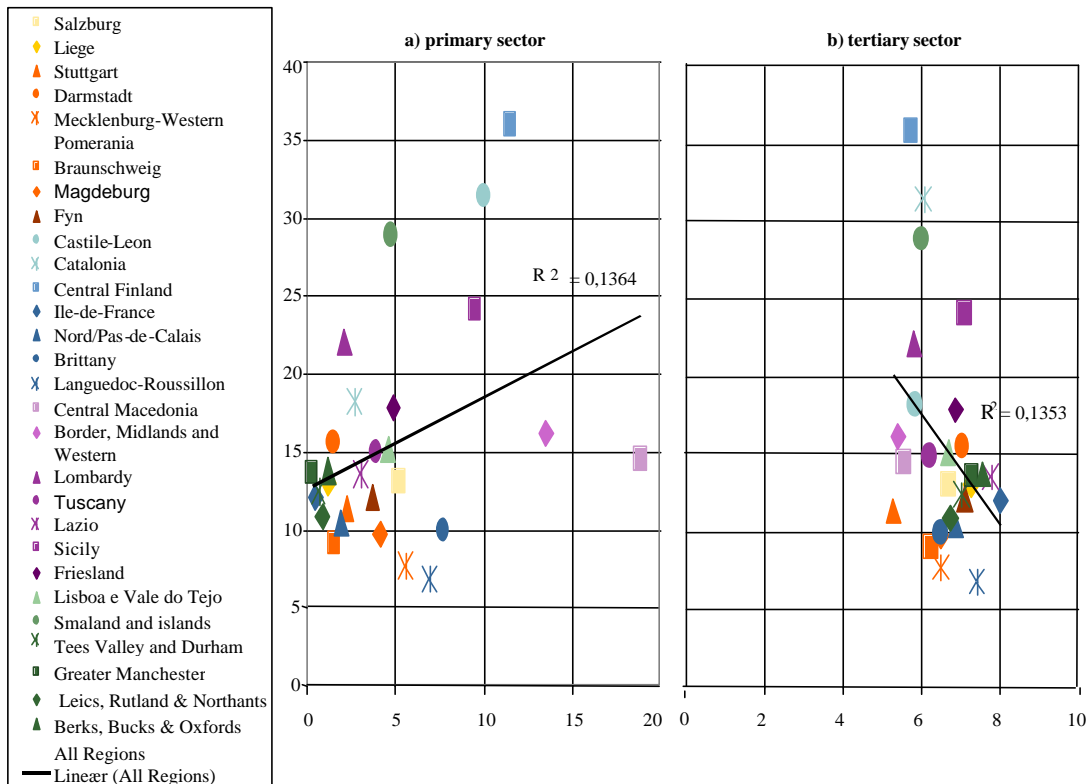 Salzburg
Liege
Stuttgart
Darmstadt
Mecklenburg-Western
Pomerania
Braunschweig
Magdeburg
Fyn
Castile-Leon
Catalonia
Central Finland
Ile-de-France
Nord/Pas-de-Calais
Brittany
Languedoc-Roussillon
Central Macedonia
Border, Midlands and
Western
Lombardy
Tuscany
Lazio
Sicily
Friesland
Lisboa e Vale do Tejo
Smaland and islands
Tees Valley and Durham
Greater Manchester
Leics, Rutland & Northants
Berks, Bucks & Oxfords
All Regions
Lineær (All Regions)
a) primary sector
40
35
30
25
20
15
10
5
0
0 5 10 15 20
R 2 = 0,1364
b) tertiary sector
R² = 0,1353
0 2 4 6 8 10